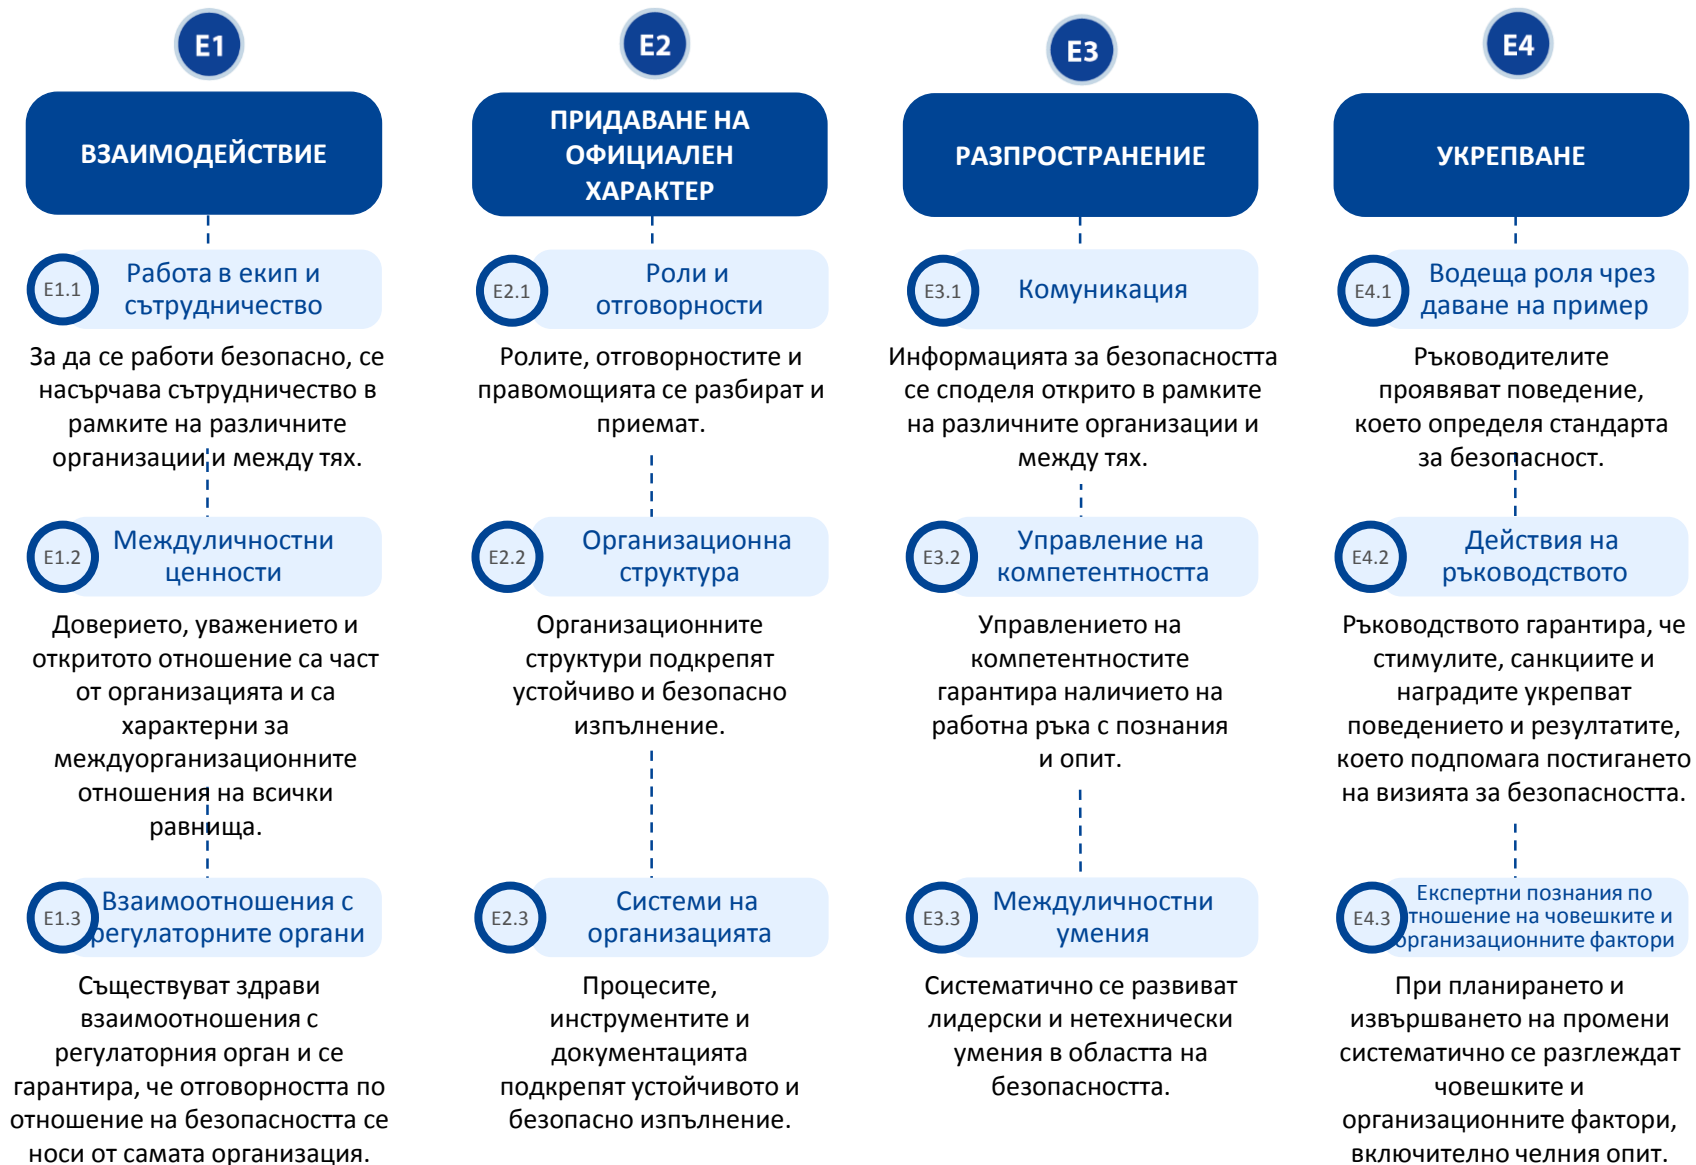 E1
ВЗАИМОДЕЙСТВИЕ
E1.1
Работа в екип и
сътрудничество
За да се работи безопасно, се
насърчава сътрудничество в
рамките на различните
организации и между тях.
E1.2
Междуличностни
ценности
Доверието, уважението и
откритото отношение са част
от организацията и са
характерни за
междуорганизационните
отношения на всички
равнища.
E1.3
Взаимоотношения с
регулаторните органи
Съществуват здрави
взаимоотношения с
регулаторния орган и се
гарантира, че отговорността по
отношение на безопасността се
носи от самата организация.
E2
ПРИДАВАНЕ НА
ОФИЦИАЛЕН
ХАРАКТЕР
E2.1
Роли и
отговорности
Ролите, отговорностите и
правомощията се разбират и
приемат.
E2.2
Организационна
структура
Организационните
структури подкрепят
устойчиво и безопасно
изпълнение.
E2.3
Системи на
организацията
Процесите,
инструментите и
документацията
подкрепят устойчивото и
безопасно изпълнение.
E3
РАЗПРОСТРАНЕНИЕ
E3.1
Комуникация
Информацията за безопасността
се споделя открито в рамките
на различните организации и
между тях.
E3.2
Управление на
компетентността
Управлението на
компетентностите
гарантира наличието на
работна ръка с познания
и опит.
E3.3
Междуличностни
умения
Систематично се развиват
лидерски и нетехнически
умения в областта на
безопасността.
E4
УКРЕПВАНЕ
E4.1
Водеща роля чрез
даване на пример
Ръководителите
проявяват поведение,
което определя стандарта
за безопасност.
E4.2
Действия на
ръководството
Ръководството гарантира, че
стимулите, санкциите и
наградите укрепват
поведението и резултатите,
което подпомага постигането
на визията за безопасността.
E4.3
Експертни познания по
отношение на човешките и
организационните фактори
При планирането и
извършването на промени
систематично се разглеждат
човешките и
организационните фактори,
включително челния опит.